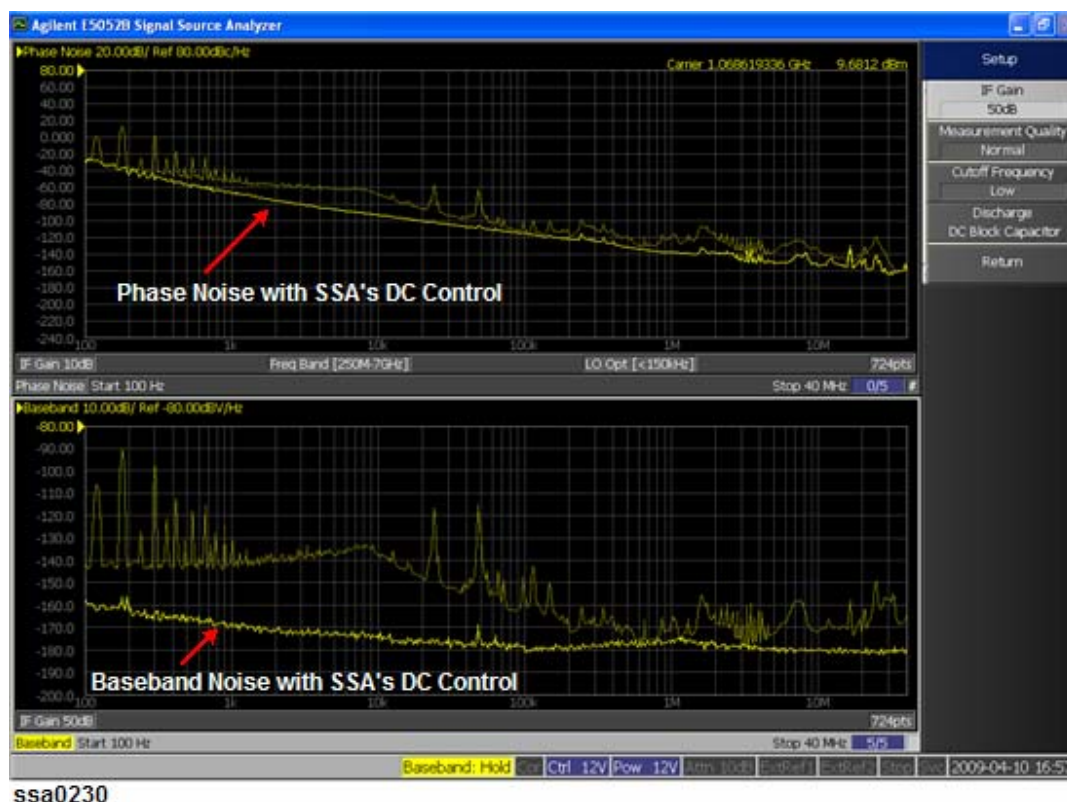 Agilent E5052B Signal Source Analyzer
Phase Noise 20.00dB/ Ref 80.00dBc/Hz
Carrier 1.068619336 GHz 9.6812 dBm
80.00
60.00
40.00
20.00
0.000
-20.00
-40.00
-60.00
-80.00
-100.0
-120.0
-140.0
-160.0
-180.0
-200.0
-220.0
-240.0
Phase Noise with SSA's DC Control
100 1k 10k 100k 1M 10M
IF Gain 10dB Freq Band [250M-7GHz] LO Opt [<150kHz] 724pts
Phase Noise Start 100 Hz Stop 40 MHz 0/5 #
Baseband 10.00dB/ Ref -80.00dBV/Hz
-80.00
-90.00
-100.0
-110.0
-120.0
-130.0
-140.0
-150.0
-160.0
-170.0
-180.0
-190.0
-200.0
Baseband Noise with SSA's DC Control
100 1k 10k 100k 1M 10M
IF Gain 50dB 724pts
Baseband Start 100 Hz Stop 40 MHz 5/5
Setup
IF Gain
50dB
Measurement Quality
Normal
Cutoff Frequency
Low
Discharge
DC Block Capacitor
Return
Baseband: Hold Cor Ctrl 12V Pow 12V Attn 10dB ExtRef1 ExtRef2 Stop Svc 2009-04-10 16:5
ssa0230